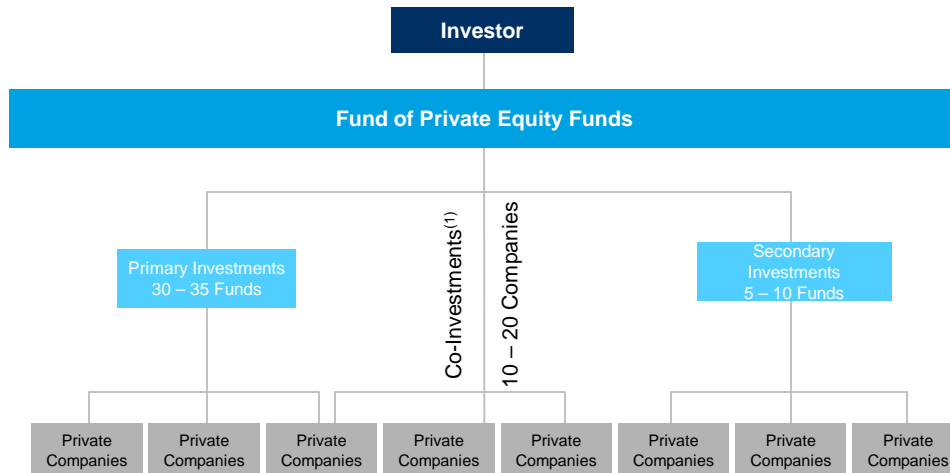 Investor
Fund of Private Equity Funds
Primary Investments
30 – 35 Funds
Co-Investments(1)
10 – 20 Companies
Secondary
Investments
5 – 10 Funds
Private
Companies
Private
Companies
Private
Companies
Private
Companies
Private
Companies
Private
Companies
Private
Companies
Private
Companies